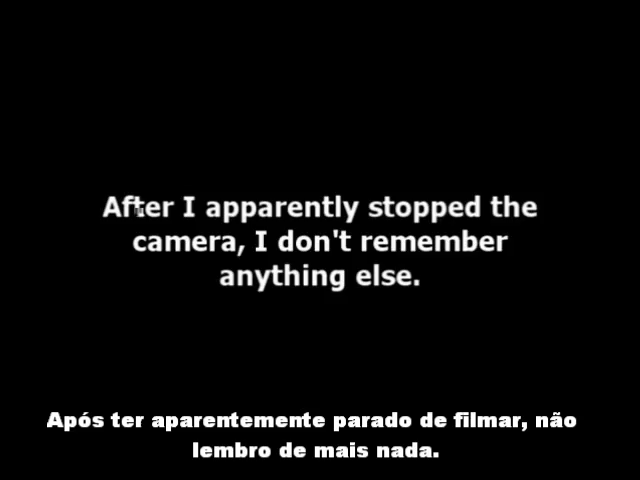 After I apparently stopped the
camera, I don't remember
anything else.
Após ter aparentemente parado de filmar, não
lembro de mais nada.